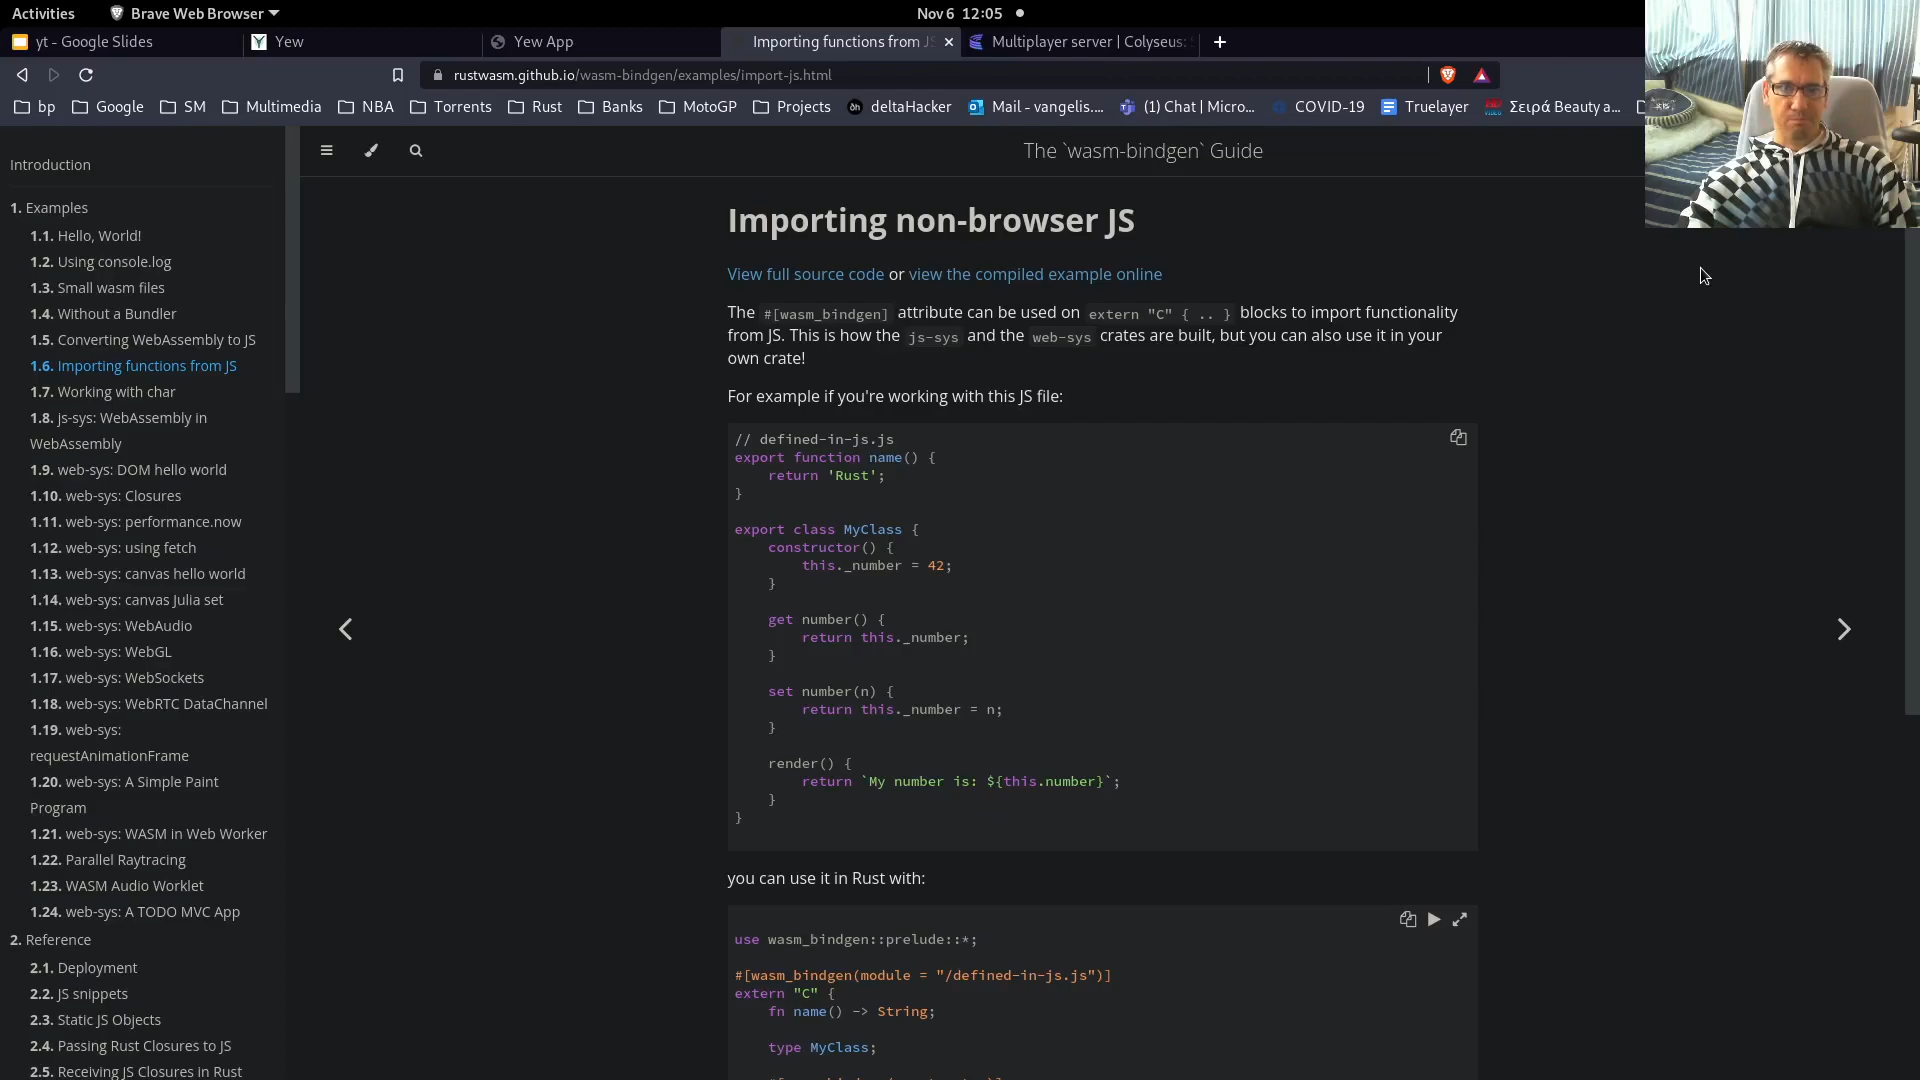 Activities
Brave Web Browser
Nov 6 12:05
yt - Google Slides
Yew
Yew App
Importing functions from JS
Multiplayer server | Colyseus:
rustwasm.github.io/wasm-bindgen/examples/import-js.html
bp
Google
SM
Multimedia
NBA
Torrents
Rust
Banks
MotoGP
Projects
deltaHacker
Mail - vangelis....
(1) Chat | Micro...
COVID-19
Truelayer
Σειρά Beauty a...
The `wasm-bindgen` Guide
Introduction
1. Examples
1.1. Hello, World!
1.2. Using console.log
1.3. Small wasm files
1.4. Without a Bundler
1.5. Converting WebAssembly to JS
1.6. Importing functions from JS
1.7. Working with char
1.8. js-sys: WebAssembly in
WebAssembly
1.9. web-sys: DOM hello world
1.10. web-sys: Closures
1.11. web-sys: performance.now
1.12. web-sys: using fetch
1.13. web-sys: canvas hello world
1.14. web-sys: canvas Julia set
1.15. web-sys: WebAudio
1.16. web-sys: WebGL
1.17. web-sys: WebSockets
1.18. web-sys: WebRTC DataChannel
1.19. web-sys:
requestAnimationFrame
1.20. web-sys: A Simple Paint
Program
1.21. web-sys: WASM in Web Worker
1.22. Parallel Raytracing
1.23. WASM Audio Worklet
1.24. web-sys: A TODO MVC App
2. Reference
2.1. Deployment
2.2. JS snippets
2.3. Static JS Objects
2.4. Passing Rust Closures to JS
2.5. Receiving JS Closures in Rust
Importing non-browser JS
View full source code or view the compiled example online
The #[wasm_bindgen] attribute can be used on extern "C" { .. } blocks to import functionality
from JS. This is how the js-sys and the web-sys crates are built, but you can also use it in your
own crate!
For example if you're working with this JS file:
// defined-in-js.js
export function name() {
    return 'Rust';
}
export class MyClass {
    constructor() {
        this._number = 42;
    }
    get number() {
        return this._number;
    }
    set number(n) {
        return this._number = n;
    }
    render() {
        return `My number is: ${this.number}`;
    }
}
you can use it in Rust with:
use wasm_bindgen::prelude::*;
#[wasm_bindgen(module = "/defined-in-js.js")]
extern "C" {
    fn name() -> String;
    type MyClass;